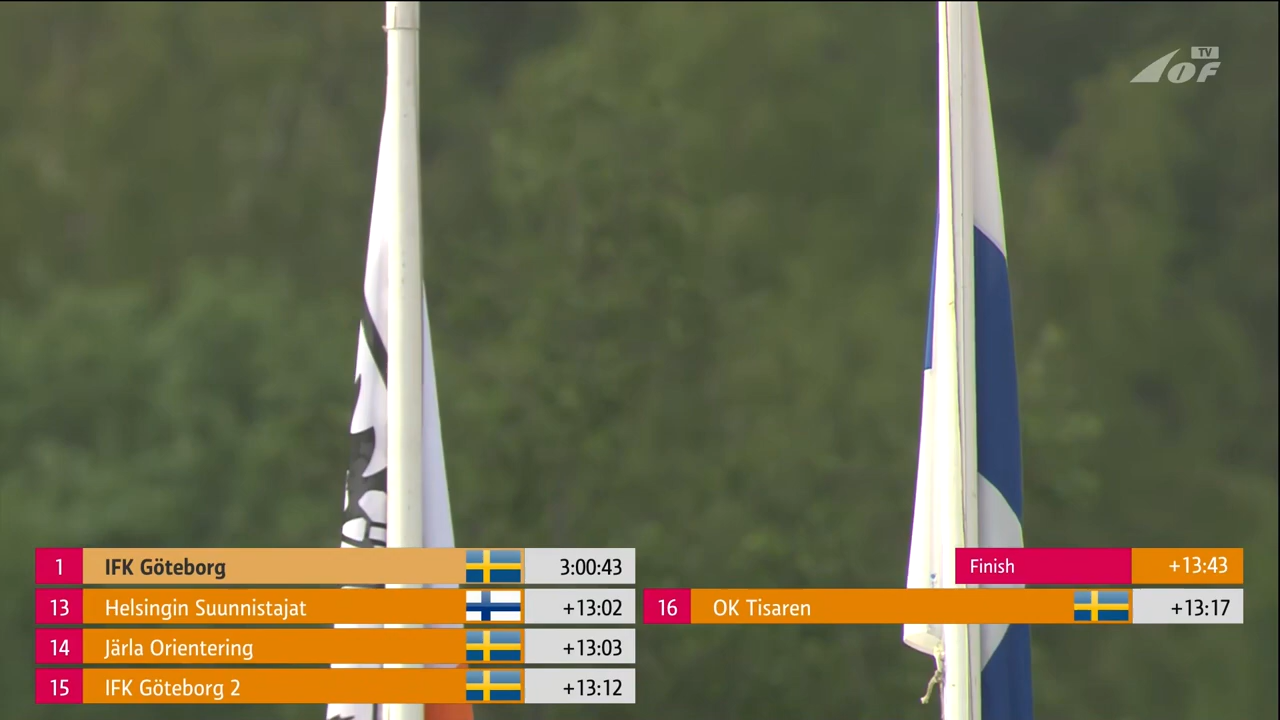 TV
OF
1 IFK Göteborg 3:00:43
13 Helsingin Suunnistajat +13:02
14 Järla Orientering +13:03
15 IFK Göteborg 2 +13:12
Finish +13:43
16 OK Tisaren +13:17